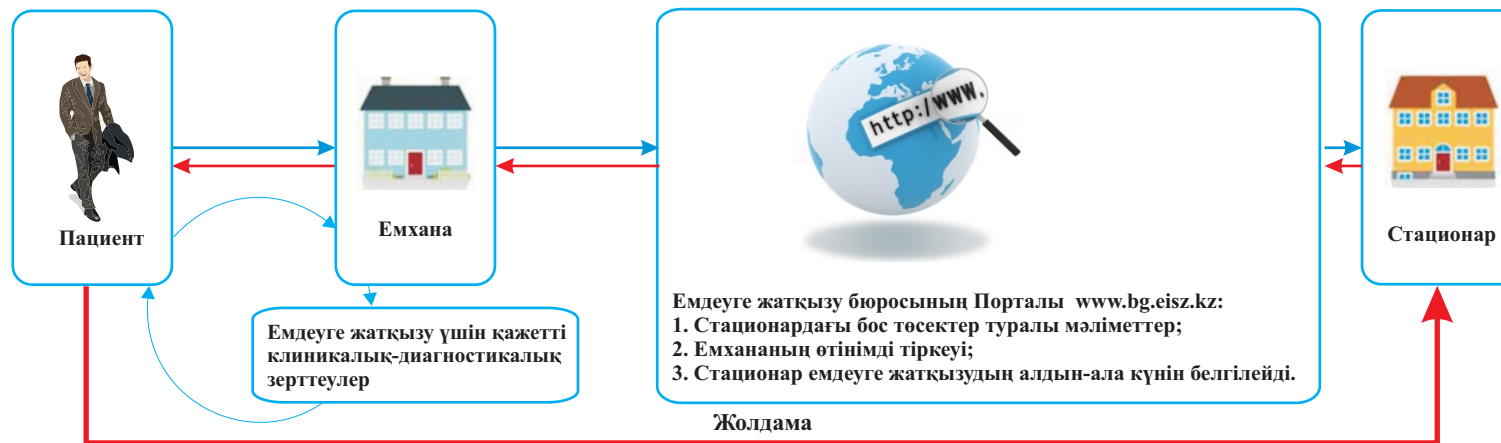 Пациент
Емхана
Емдеуге жатқызу үшін қажетті
клиникалық-диагностикалық
зерттеулер
http:/www.
Емдеуге жатқызу бюросының Порталы www.bg.eisz.kz:
1. Стационардағы бос төсектер туралы мәліметтер;
2. Емхананың өтінімді тіркеуі;
3. Стационар емдеуге жатқызудың алдын-ала күнін белгілейді.
Стационар
Жолдама